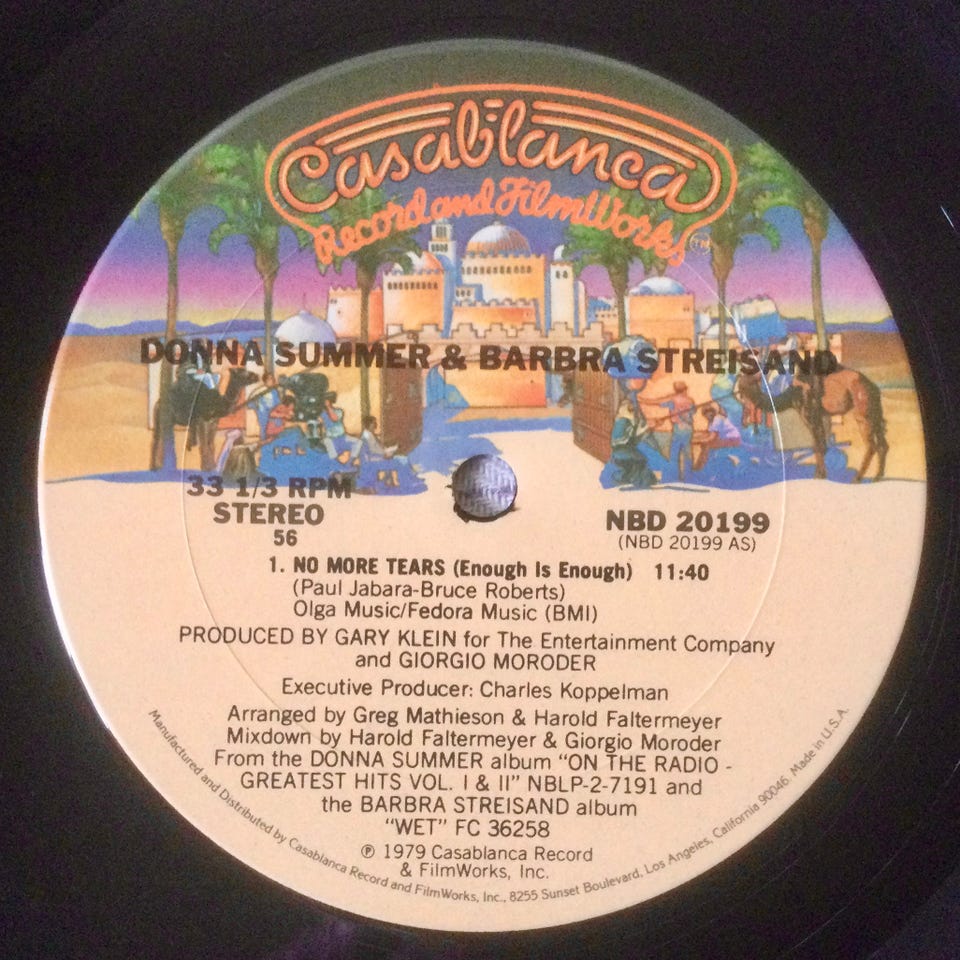 Casablanca
Record and FilmWorks TM
DONNA SUMMER & BARBRA STREISAND
33 1/3 RPM
STEREO
56
NBD 20199
(NBD 20199 AS)
1. NO MORE TEARS (Enough Is Enough) 11:40
(Paul Jabara-Bruce Roberts)
Olga Music/Fedora Music (BMI)
PRODUCED BY GARY KLEIN for The Entertainment Company
and GIORGIO MORODER
Executive Producer: Charles Koppelman
Arranged by Greg Mathieson & Harold Faltermeyer
Mixdown by Harold Faltermeyer & Giorgio Moroder
From the DONNA SUMMER album "ON THE RADIO -
GREATEST HITS VOL. I & II" NBLP-2-7191 and
the BARBRA STREISAND album
"WET" FC 36258
℗ 1979 Casablanca Record
& FilmWorks, Inc.
Manufactured and Distributed by Casablanca Record and FilmWorks, Inc., 8255 Sunset Boulevard, Los Angeles, California 90046. Made in U.S.A.